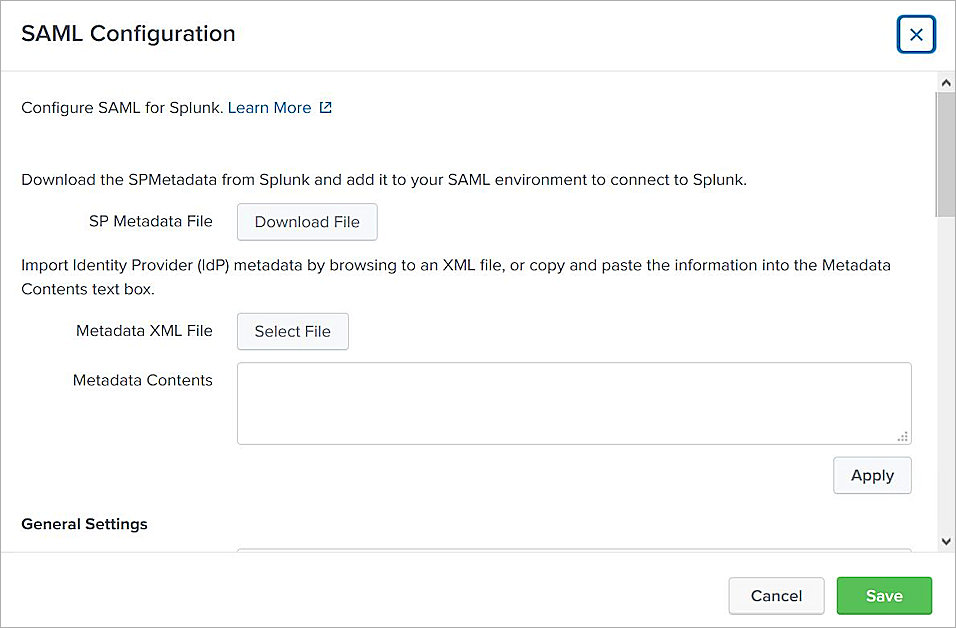 SAML Configuration
Configure SAML for Splunk. Learn More
Download the SPMetadata from Splunk and add it to your SAML environment to connect to Splunk.
SP Metadata File Download File
Import Identity Provider (IdP) metadata by browsing to an XML file, or copy and paste the information into the Metadata
Contents text box.
Metadata XML File Select File
Metadata Contents
Apply
General Settings
Cancel Save